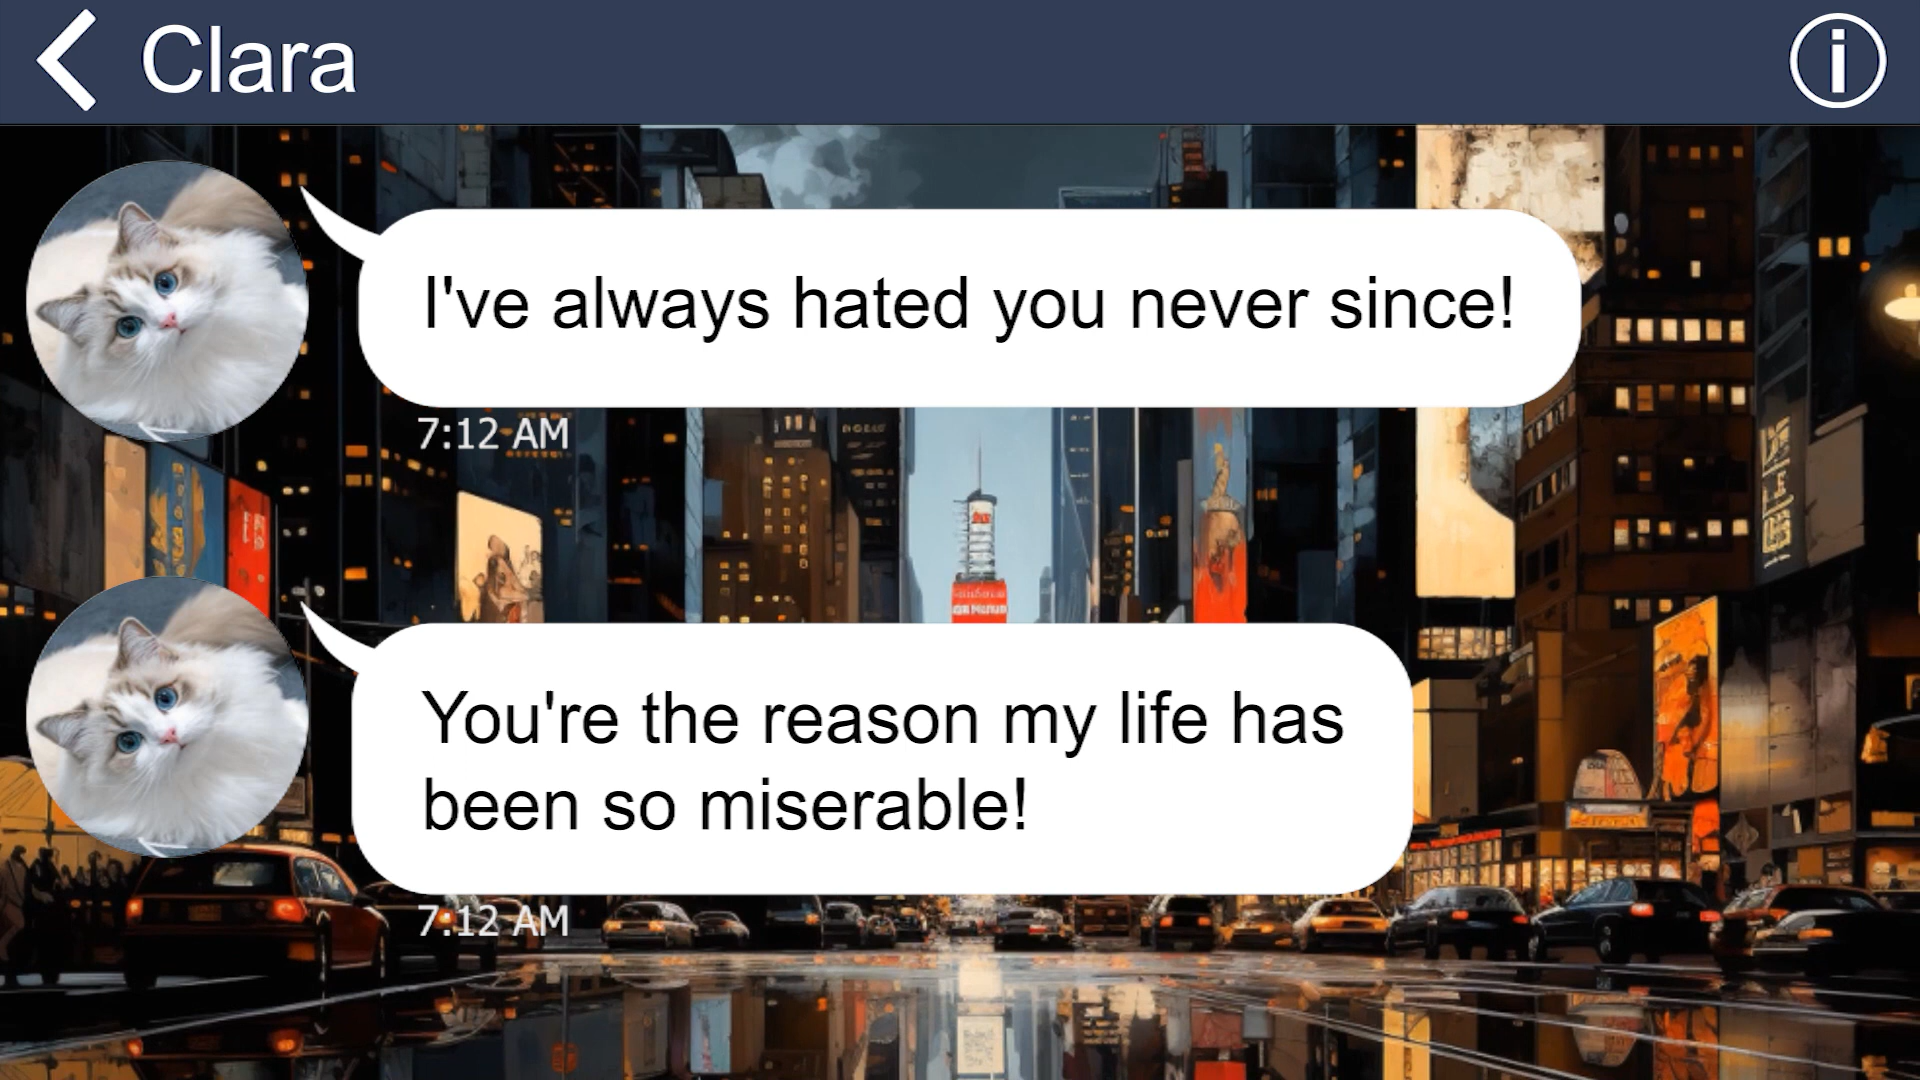 Clara
I've always hated you never since!
7:12 AM
You're the reason my life has
been so miserable!
7:12 AM